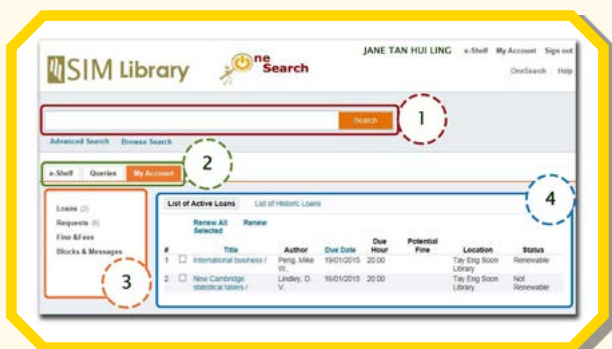 JANE TAN HUI LING e-Shelf My Account Sign out
SIM Library
One Search
OneSearch Help
Search
1
Advanced Search Browse Search
2
e-Shelf Queries My Account
4
Loans (2)
Requests (0)
Fine & Fees
Blocks & Messages
3
List of Active Loans List of Historic Loans
Renew All Renew
Selected
# Title Author Due Date Due Hour Potential Fine Location Status
1 International business / Peng, Mike W., 19/01/2015 20:00 Tay Eng Soon Library Renewable
2 New Cambridge statistical tables / Lindley, D. V. 16/01/2015 20:00 Tay Eng Soon Library Not Renewable